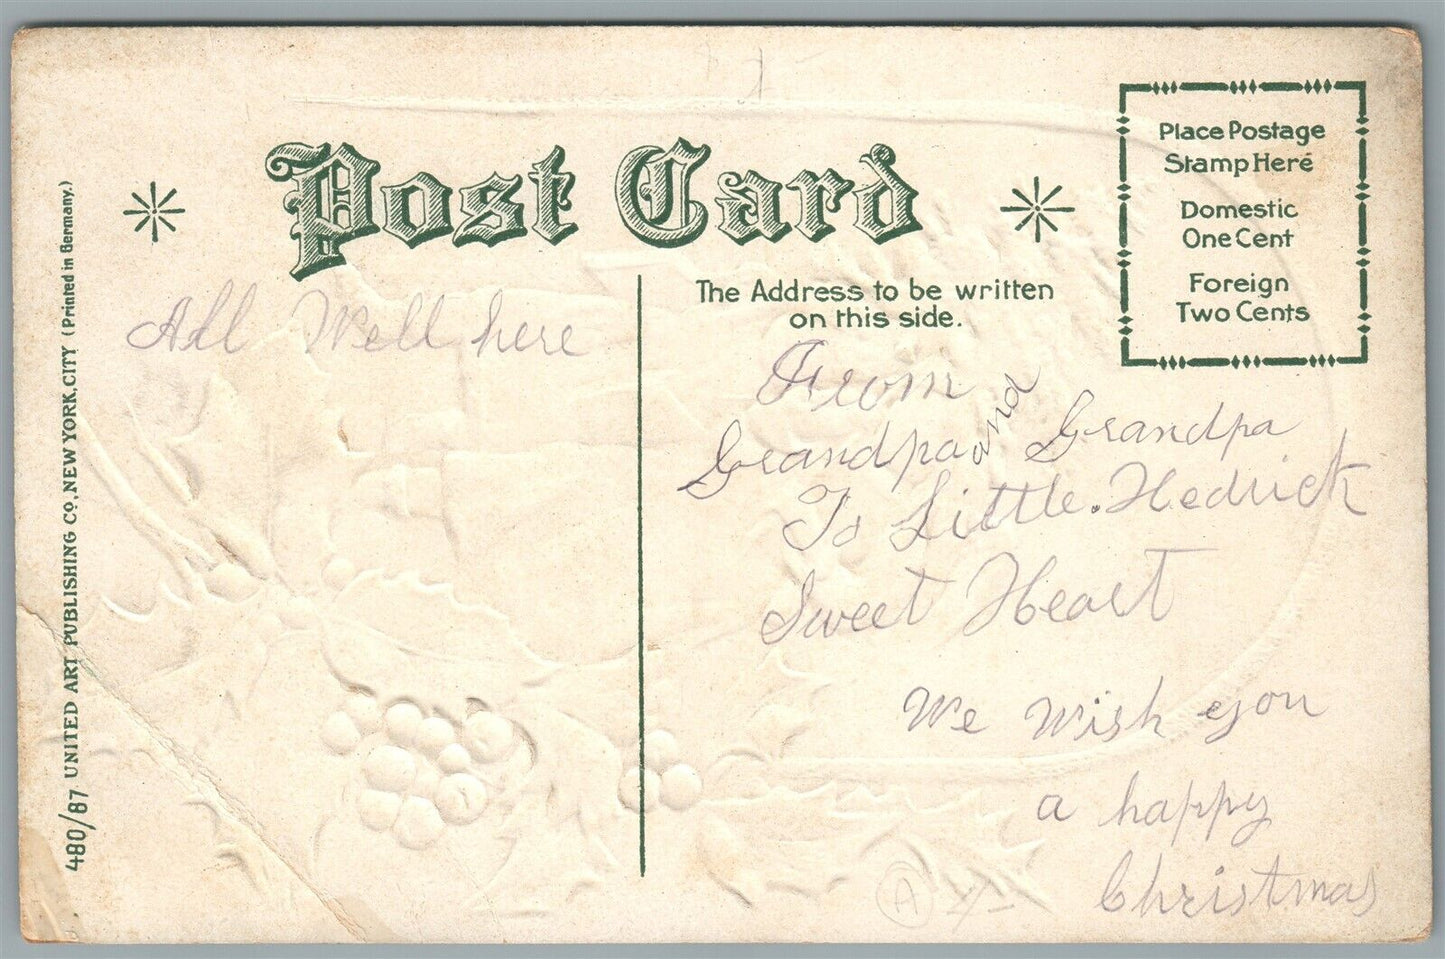 Post Card
Place Postage
Stamp Here
Domestic
One Cent
Foreign
Two Cents
The Address to be written
on this side.
All Well here
From
Grandpa and Grandpa
To Little. Hedrick
Sweet Heart
We Wish you
a happy
Christmas
A
480/87 UNITED ART PUBLISHING CO. NEW YORK.CITY (Printed in Germany.)